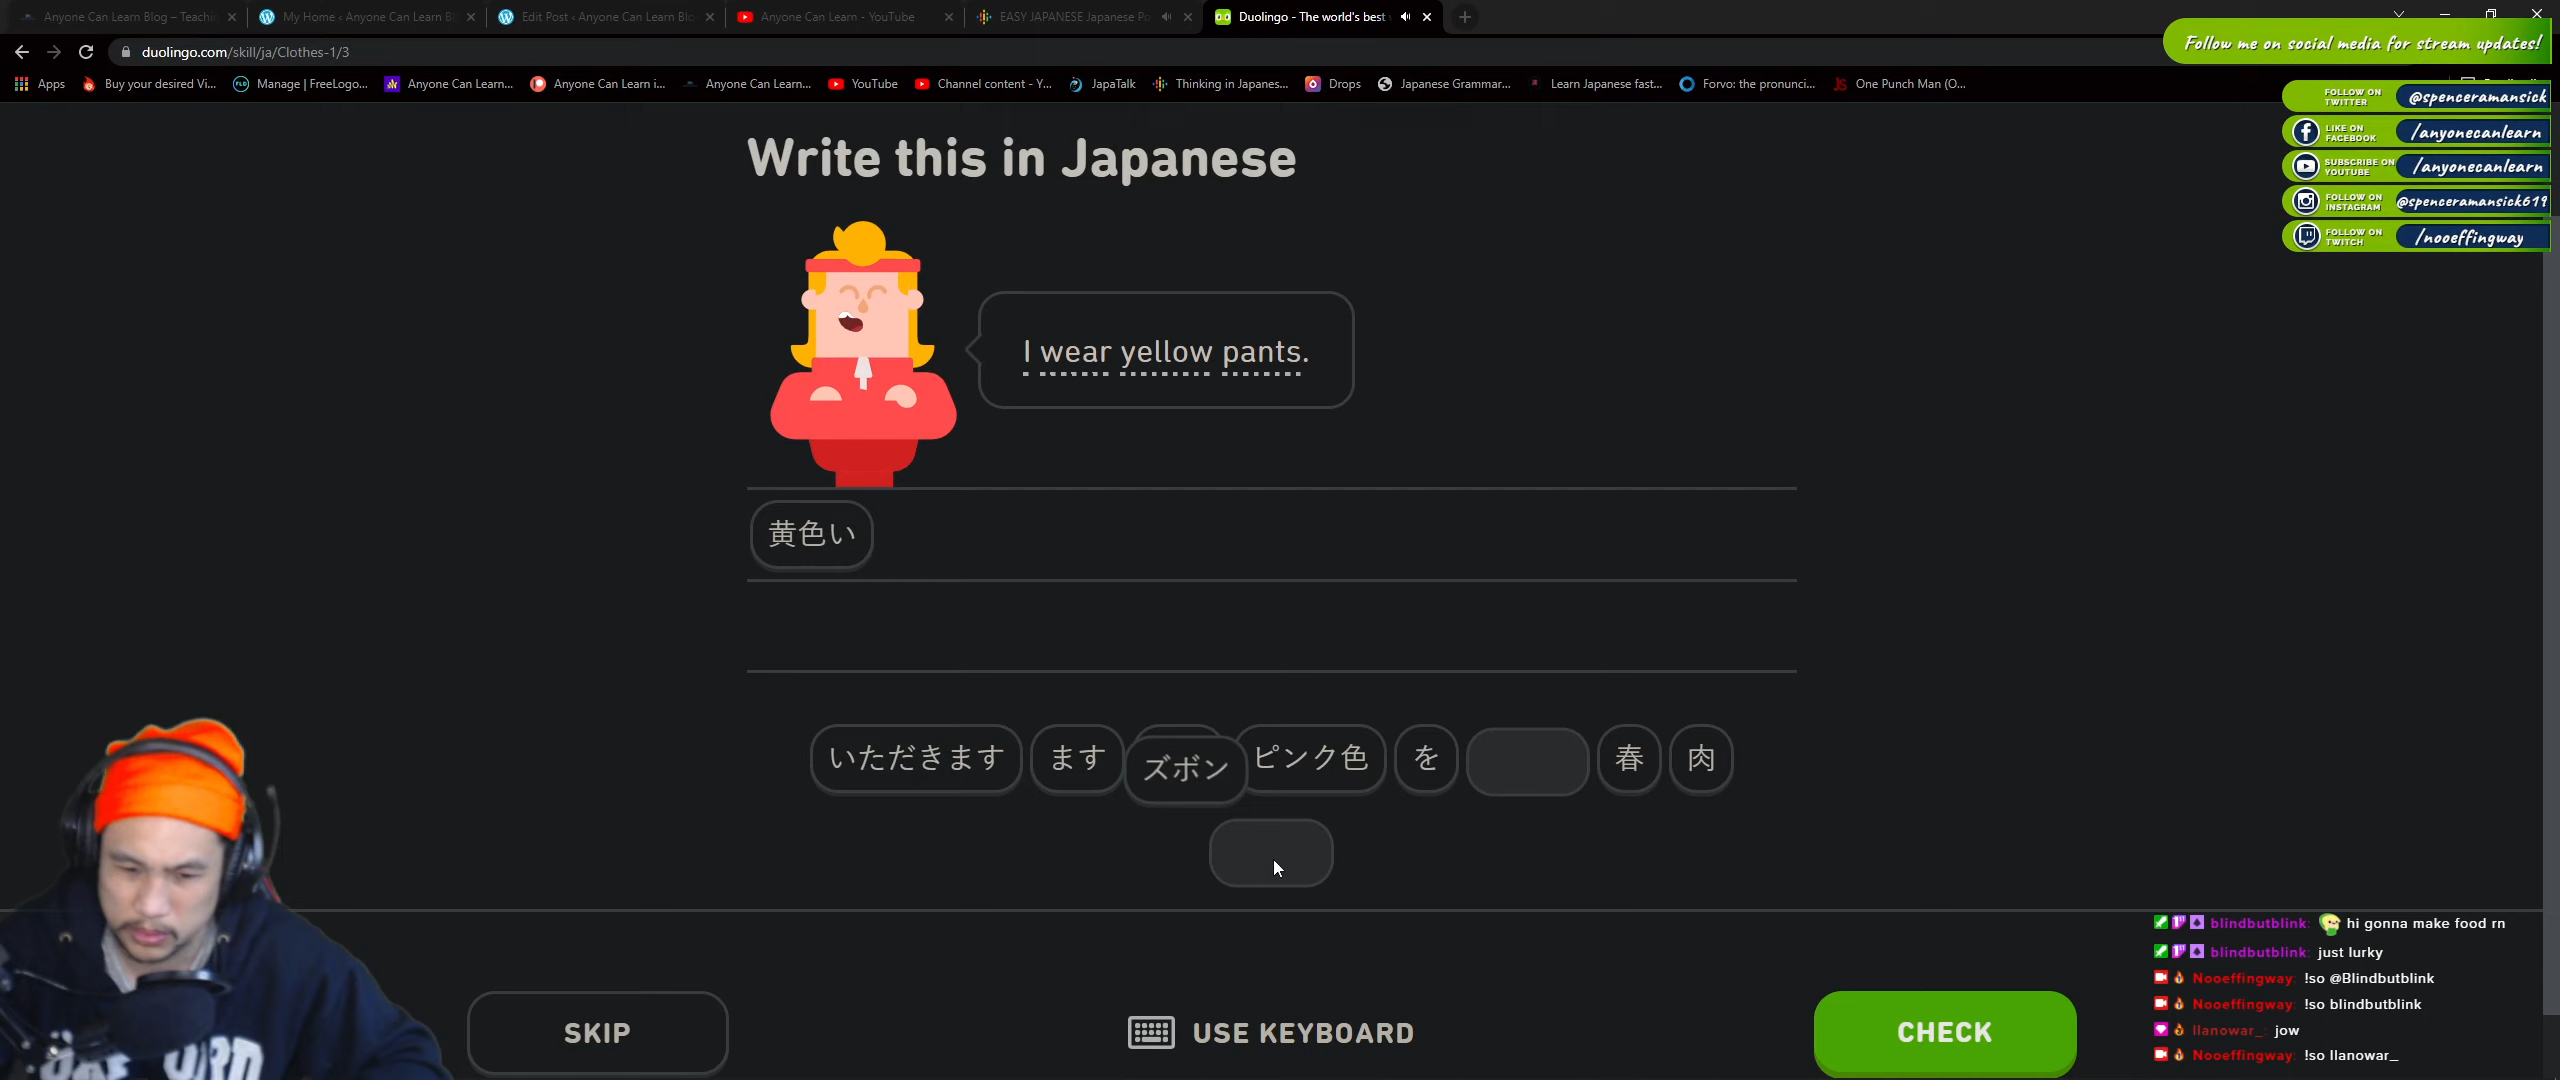 Anyone Can Learn Blog – Teachin
My Home ‹ Anyone Can Learn Bl
Edit Post ‹ Anyone Can Learn Blo
Anyone Can Learn - YouTube
EASY JAPANESE Japanese Po
Duolingo - The world's best
duolingo.com/skill/ja/Clothes-1/3
Follow me on social media for stream updates!
Apps
Buy your desired Vi...
Manage | FreeLogo...
Anyone Can Learn...
Anyone Can Learn i...
Anyone Can Learn...
YouTube
Channel content - Y...
JapaTalk
Thinking in Japanes...
Drops
Japanese Grammar...
Learn Japanese fast...
Forvo: the pronunci...
One Punch Man (O...
FOLLOW ON TWITTER @spenceramansick
LIKE ON FACEBOOK /anyonecanlearn
SUBSCRIBE ON YOUTUBE /anyonecanlearn
FOLLOW ON INSTAGRAM @spenceramansick619
FOLLOW ON TWITCH /nooeffingway
Write this in Japanese
I wear yellow pants.
黄色い
いただきます ます ズボン ピンク色 を 春 肉
blindbutblink: hi gonna make food rn
blindbutblink: just lurky
Nooeffingway: !so @Blindbutblink
Nooeffingway: !so blindbutblink
llanowar_: jow
Nooeffingway: !so llanowar_
SKIP
USE KEYBOARD
CHECK